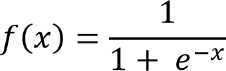 f(x) = 1 / (1 + e^{-x})